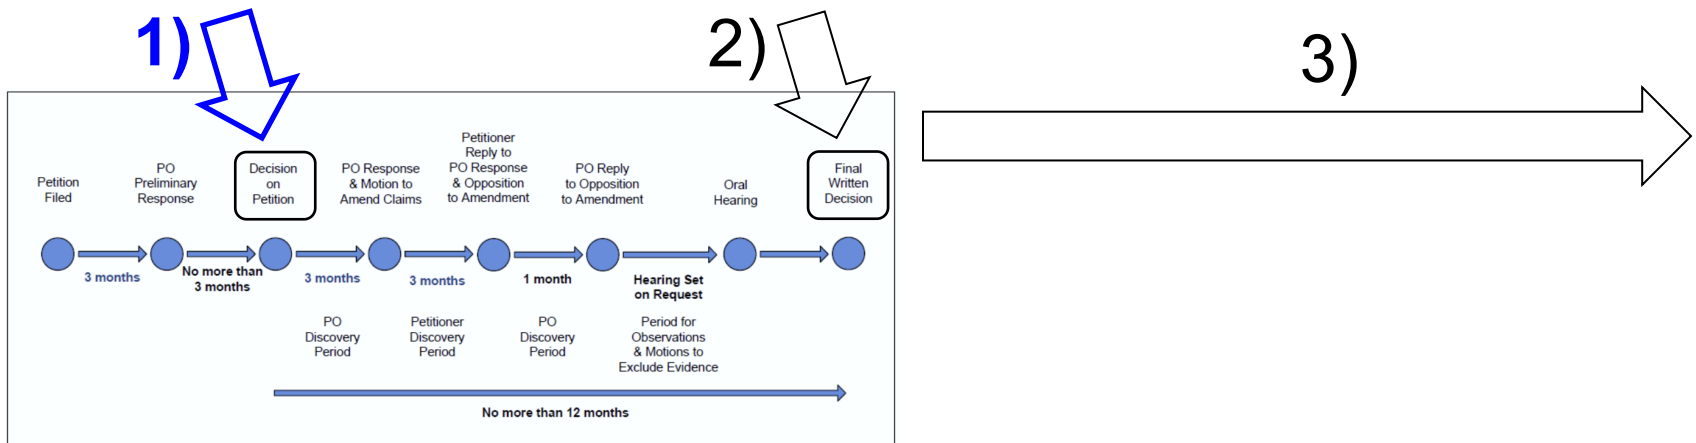 1)
2)
3)
Petition
Filed
PO
Preliminary
Response
Decision
on
Petition
PO Response
& Motion to
Amend Claims
Petitioner
Reply to
PO Response
& Opposition
to Amendment
PO Reply
to Opposition
to Amendment
Oral
Hearing
Final
Written
Decision
3 months
No more than
3 months
3 months
3 months
1 month
Hearing Set
on Request
PO
Discovery
Period
Petitioner
Discovery
Period
PO
Discovery
Period
Period for
Observations
& Motions to
Exclude Evidence
No more than 12 months